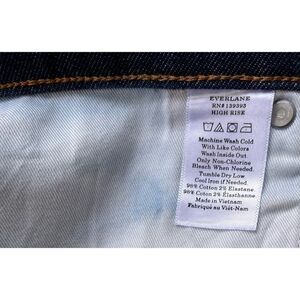 EVERLANE
RN# 139393
HIGH RISE
Machine Wash Cold
With Like Colors
Wash Inside Out
Only Non-Chlorine
Bleach When Needed.
Tumble Dry Low
Cool Iron if Needed.
98% Cotton 2% Elastane
98% Coton 2% Élasthanne
Made in Vietnam
Fabriqué au Viêt-Nam